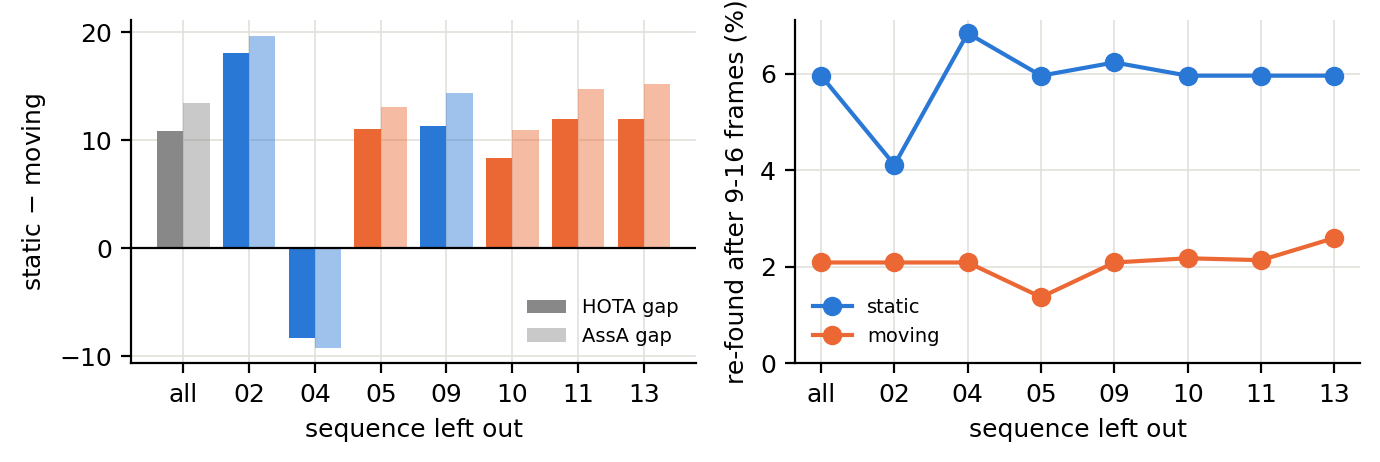 static − moving
20
10
0
−10
all 02 04 05 09 10 11 13
sequence left out
HOTA gap
AssA gap
re-found after 9-16 frames (%)
6
4
2
0
all 02 04 05 09 10 11 13
sequence left out
static
moving